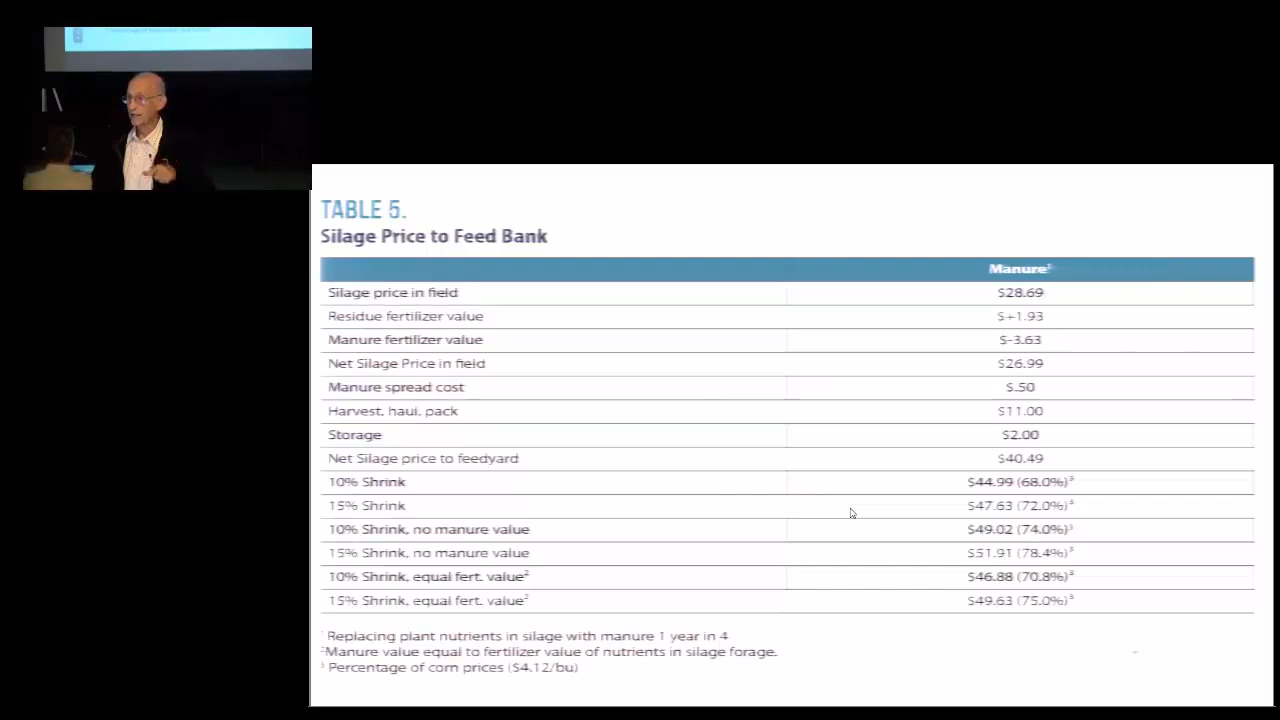 TABLE 5.
Silage Price to Feed Bank
Manure¹
Silage price in field $28.69
Residue fertilizer value $+1.93
Manure fertilizer value $-3.63
Net Silage Price in field $26.99
Manure spread cost $.50
Harvest, haul, pack $11.00
Storage $2.00
Net Silage price to feedyard $40.49
10% Shrink $44.99 (68.0%)³
15% Shrink $47.63 (72.0%)³
10% Shrink, no manure value $49.02 (74.0%)³
15% Shrink, no manure value $51.91 (78.4%)³
10% Shrink, equal fert. value² $46.88 (70.8%)³
15% Shrink, equal fert. value² $49.63 (75.0%)³
¹ Replacing plant nutrients in silage with manure 1 year in 4
²Manure value equal to fertilizer value of nutrients in silage forage.
³ Percentage of corn prices ($4.12/bu)